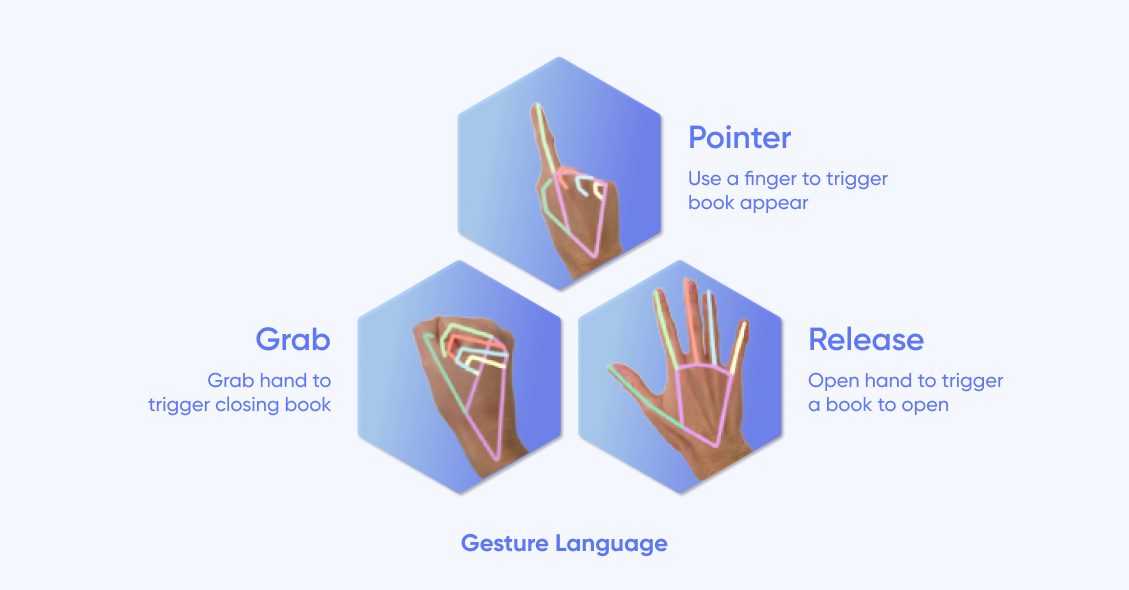 Pointer
Use a finger to trigger
book appear
Grab
Grab hand to
trigger closing book
Release
Open hand to trigger
a book to open
Gesture Language